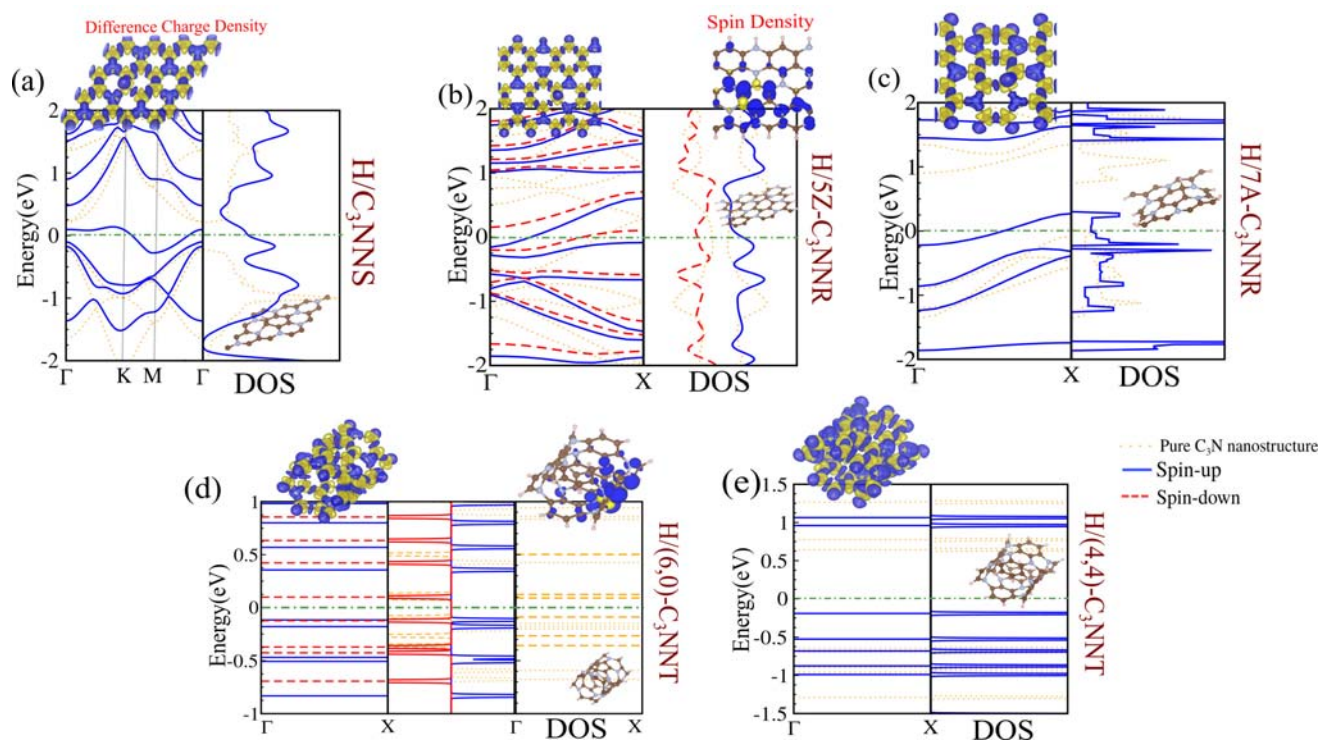 Difference Charge Density
Spin Density
(a)
(b)
(c)
2
1
0
-1
-2
Energy(eV)
Γ
K
M
Γ
DOS
H/C₃NNS
2
1
0
-1
-2
Energy(eV)
Γ
X
DOS
H/5Z-C₃NNR
2
1
0
-1
-2
Energy(eV)
Γ
X
DOS
H/7A-C₃NNR
(d)
(e)
1
0.5
0
-0.5
-1
Energy(eV)
Γ
X
Γ
DOS
X
H/(6,0)-C₃NNT
1.5
1
0.5
0
-0.5
-1
-1.5
Energy(eV)
Γ
X
DOS
H/(4,4)-C₃NNT
Pure C₃N nanostructure
Spin-up
Spin-down